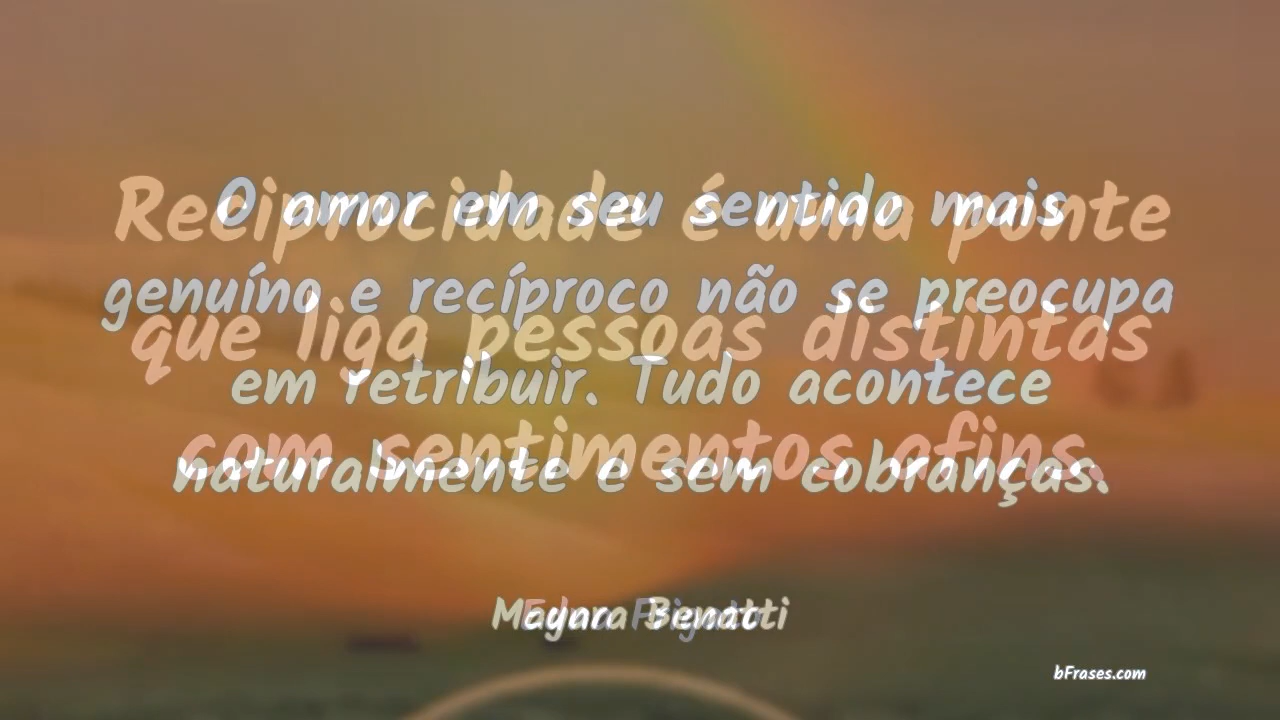 Reciprocidade é uma ponte
que liga pessoas distintas
com sentimentos afins.
O amor em seu sentido mais
genuíno e recíproco não se preocupa
em retribuir. Tudo acontece
naturalmente e sem cobranças.
Maynara Benatti
bFrases.com